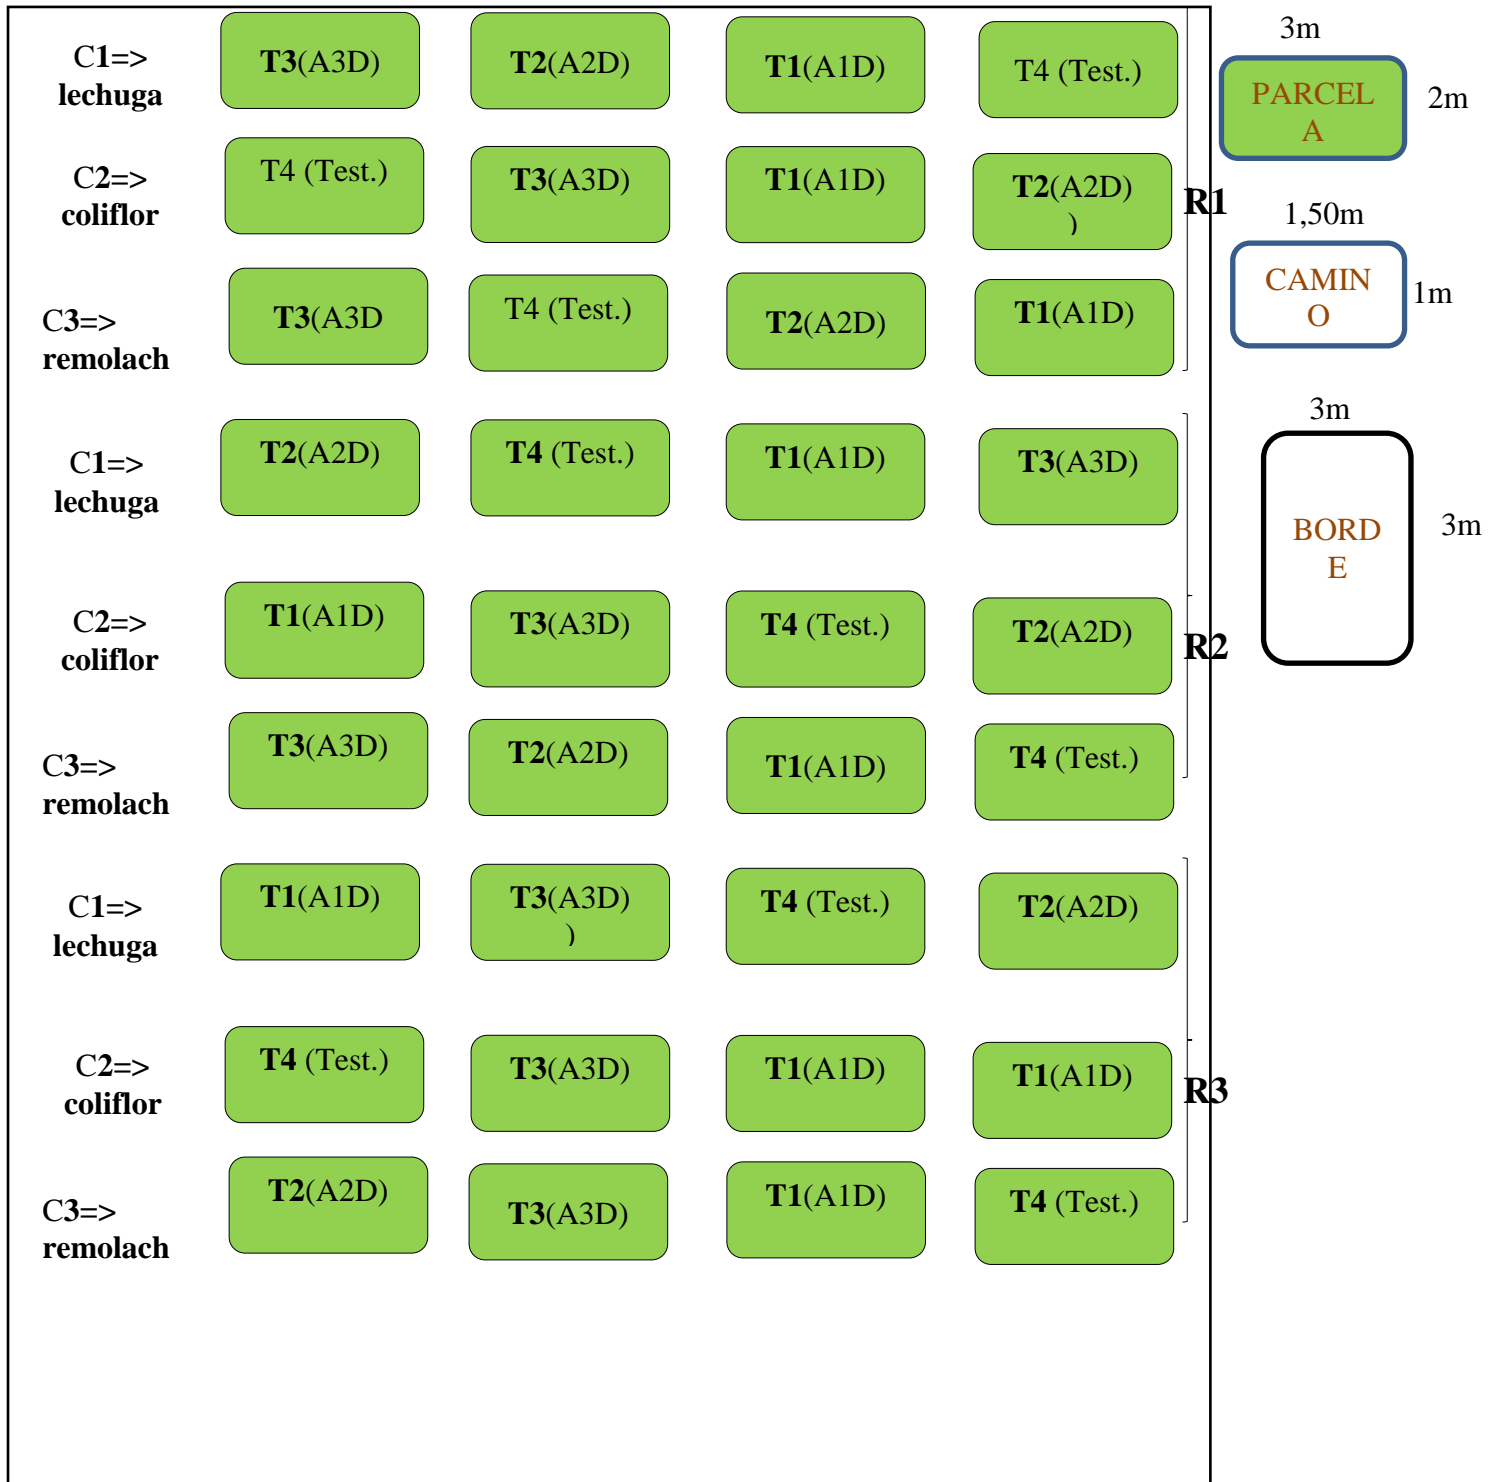 C1=>
lechuga
T3(A3D)
T2(A2D)
T1(A1D)
T4 (Test.)
C2=>
coliflor
T4 (Test.)
T3(A3D)
T1(A1D)
T2(A2D)
)
R1
C3=>
remolach
T3(A3D
T4 (Test.)
T2(A2D)
T1(A1D)
C1=>
lechuga
T2(A2D)
T4 (Test.)
T1(A1D)
T3(A3D)
C2=>
coliflor
T1(A1D)
T3(A3D)
T4 (Test.)
T2(A2D)
R2
C3=>
remolach
T3(A3D)
T2(A2D)
T1(A1D)
T4 (Test.)
C1=>
lechuga
T1(A1D)
T3(A3D)
)
T4 (Test.)
T2(A2D)
C2=>
coliflor
T4 (Test.)
T3(A3D)
T1(A1D)
T1(A1D)
R3
C3=>
remolach
T2(A2D)
T3(A3D)
T1(A1D)
T4 (Test.)
3m
PARCEL
A
2m
1,50m
CAMIN
O
1m
3m
BORD
E
3m